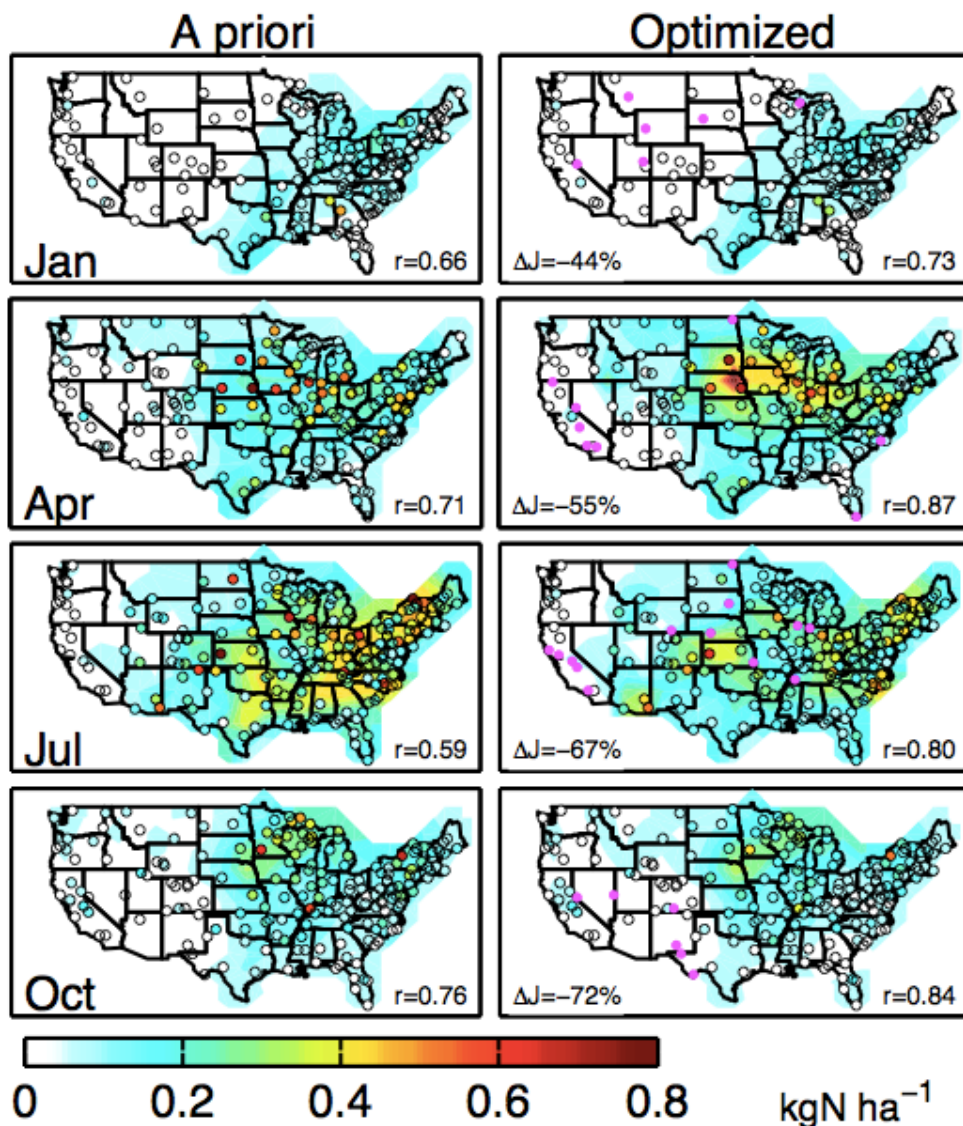 A priori Optimized
Jan r=0.66 ΔJ=−44% r=0.73
Apr r=0.71 ΔJ=−55% r=0.87
Jul r=0.59 ΔJ=−67% r=0.80
Oct r=0.76 ΔJ=−72% r=0.84
0 0.2 0.4 0.6 0.8 kgN ha⁻¹